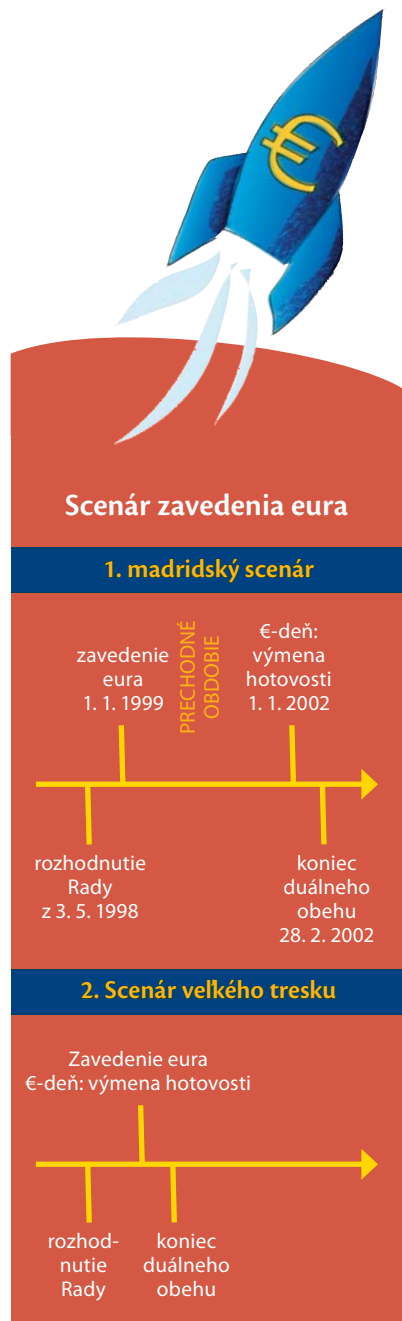 €
Scenár zavedenia eura
1. madridský scenár
zavedenie
eura
1. 1. 1999
PRECHODNÉ
OBDOBIE
€-deň:
výmena
hotovosti
1. 1. 2002
rozhodnutie
Rady
z 3. 5. 1998
koniec
duálneho
obehu
28. 2. 2002
2. Scenár veľkého tresku
Zavedenie eura
€-deň: výmena hotovosti
rozhod-
nutie
Rady
koniec
duálneho
obehu